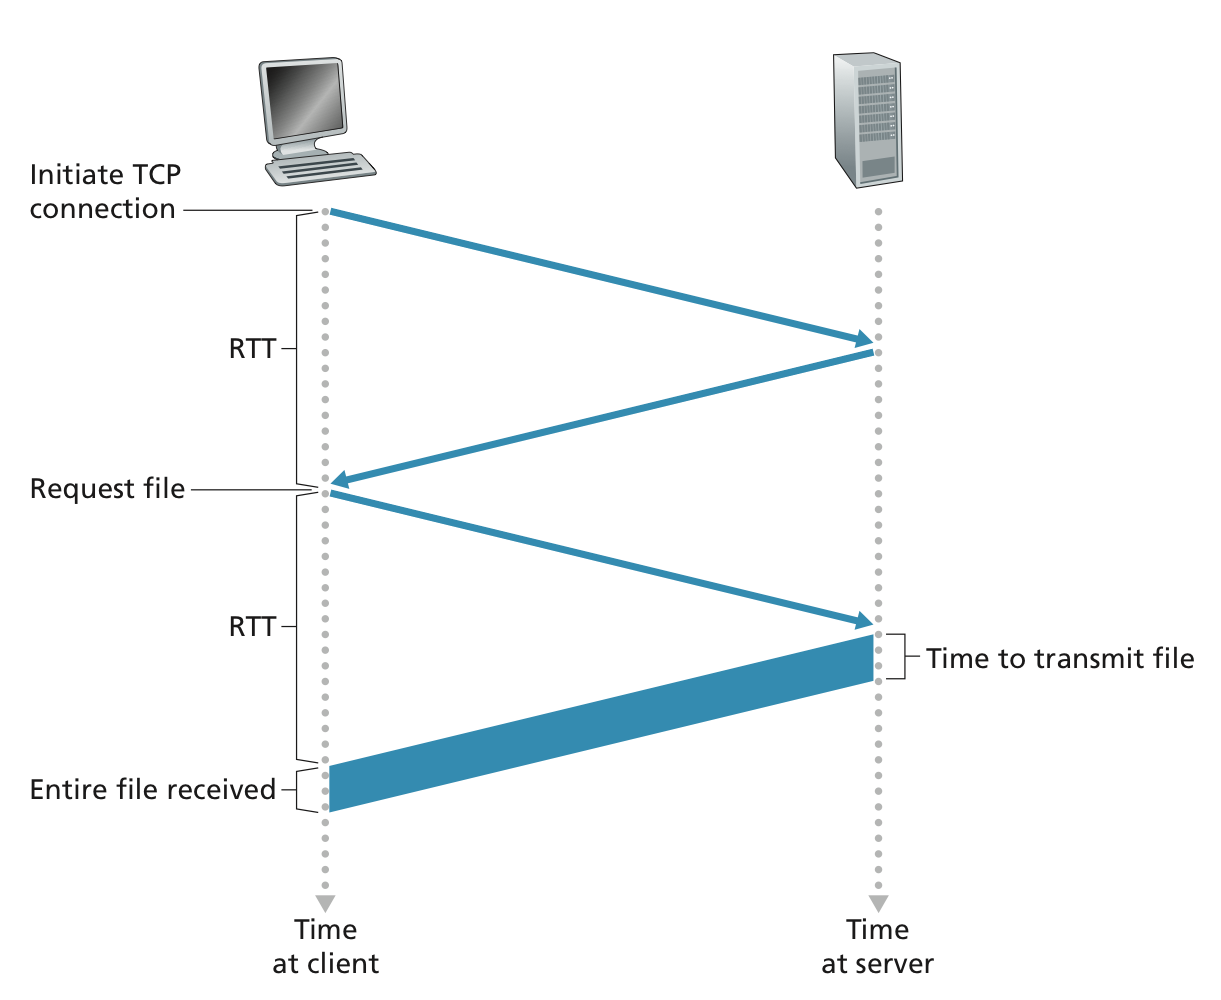 Initiate TCP
connection
RTT
Request file
RTT
Time to transmit file
Entire file received
Time
at client
Time
at server